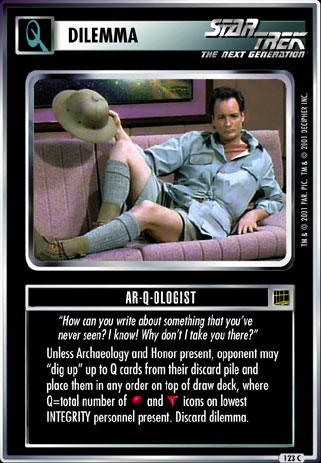 Q DILEMMA
STAR TREK
THE NEXT GENERATION
TM & © 2001 PAR. PIC. TM & © 2001 DECIPHER INC.
AR-Q-OLOGIST
"How can you write about something that you've
never seen? I know! Why don't I take you there?"
Unless Archaeology and Honor present, opponent may
"dig up" up to Q cards from their discard pile and
place them in any order on top of draw deck, where
Q=total number of and icons on lowest
INTEGRITY personnel present. Discard dilemma.
123 C